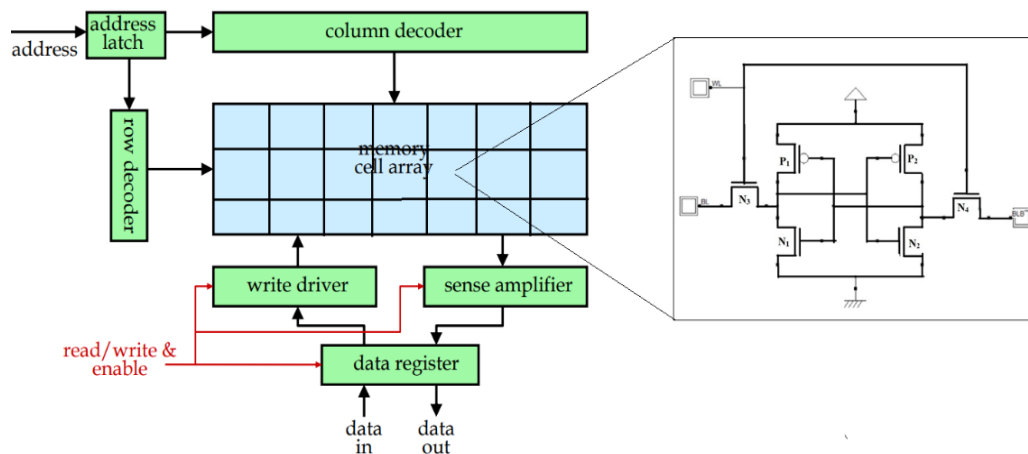 address
address
latch
column decoder
row decoder
memory
cell array
write driver
sense amplifier
read/write &
enable
data register
data
in
data
out
WL
P1
P2
BL
N3
N4
BLB
N1
N2